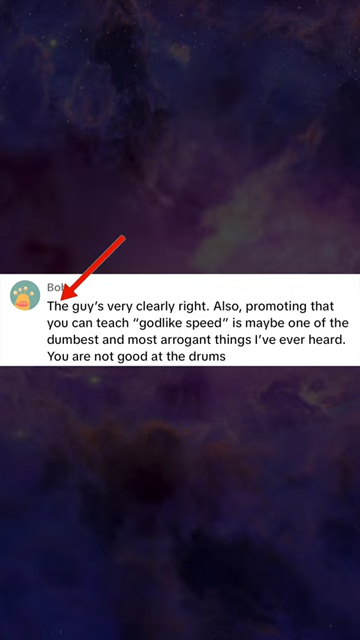 The guy's very clearly right. Also, promoting that
you can teach “godlike speed” is maybe one of the
dumbest and most arrogant things I've ever heard.
You are not good at the drums